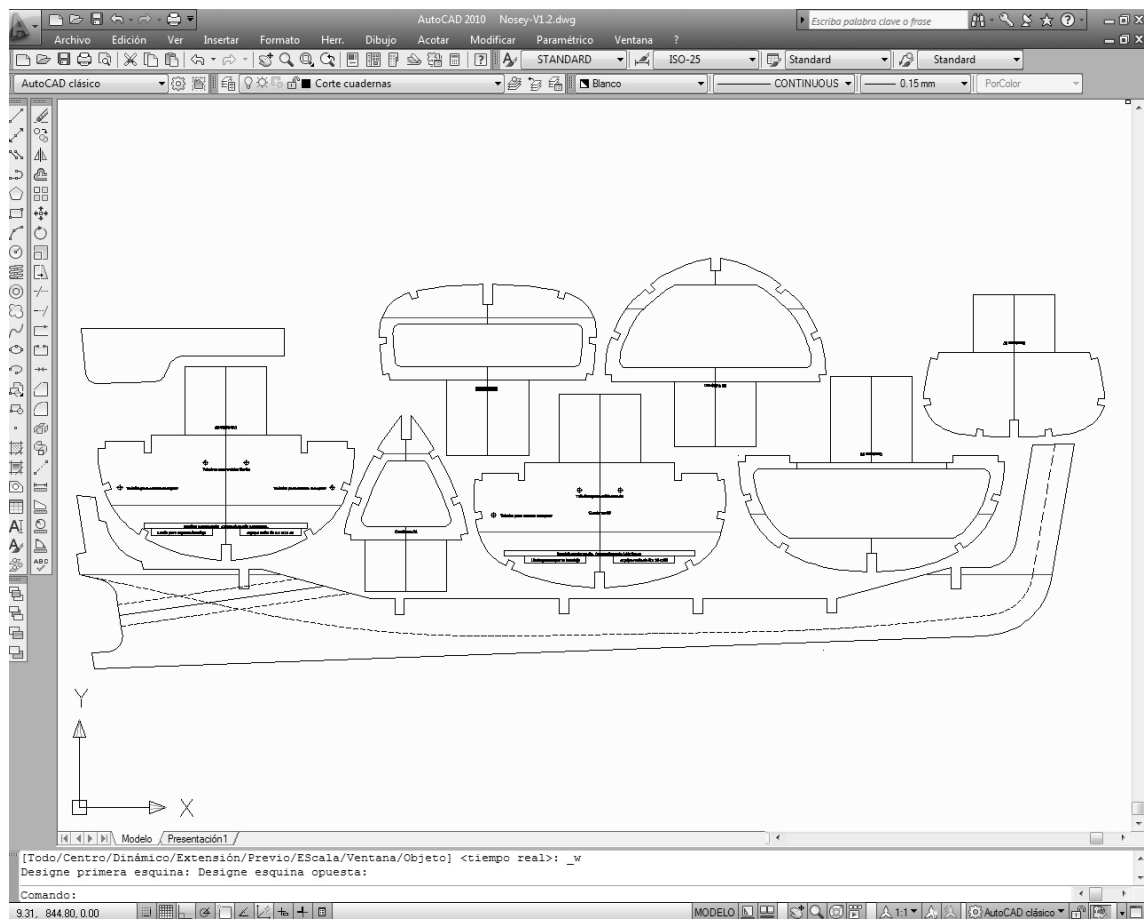 AutoCAD 2010 Nosey-V1.2.dwg
Escriba palabra clave o frase
Archivo Edición Ver Insertar Formato Herr. Dibujo Acotar Modificar Paramétrico Ventana ?
STANDARD ISO-25 Standard Standard
AutoCAD clásico Corte cuadernas Blanco CONTINUOUS 0.15 mm PorColor
Y
X
Modelo Presentación1
[Todo/Centro/Dinámico/Extensión/Previo/EScala/Ventana/Objeto] <tiempo real>: _w
Designe primera esquina: Designe esquina opuesta:
Comando:
9.31, 844.80, 0.00 MODELO 1:1 AutoCAD clásico